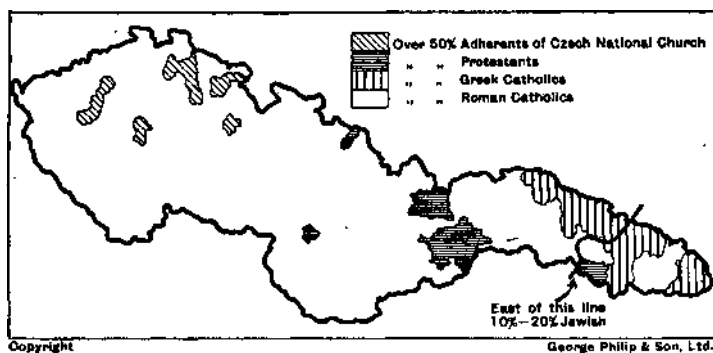 Over 50% Adherents of Czech National Church
" " Protestants
" " Greek Catholics
" " Roman Catholics
East of this line
10%–20% Jewish
Copyright George Philip & Son, Ltd.